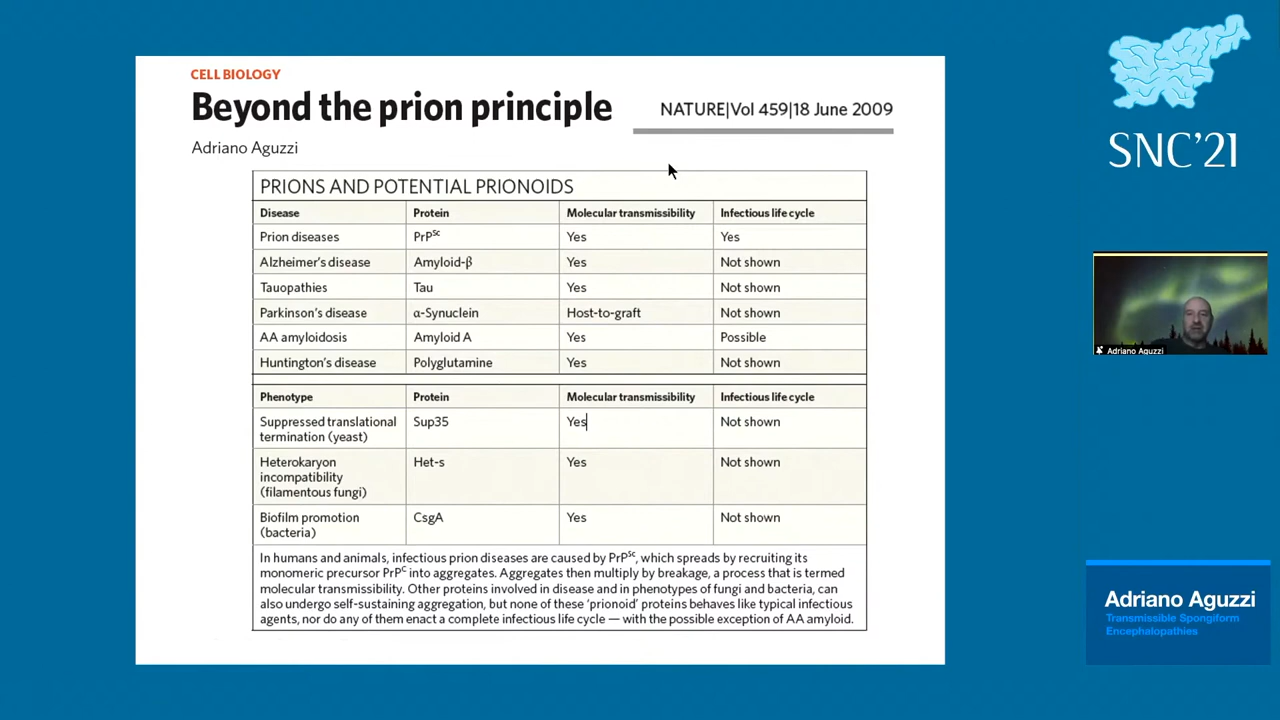 CELL BIOLOGY
Beyond the prion principle
NATURE|Vol 459|18 June 2009
Adriano Aguzzi
PRIONS AND POTENTIAL PRIONOIDS
Disease Protein Molecular transmissibility Infectious life cycle
Prion diseases PrPSc Yes Yes
Alzheimer's disease Amyloid-β Yes Not shown
Tauopathies Tau Yes Not shown
Parkinson's disease α-Synuclein Host-to-graft Not shown
AA amyloidosis Amyloid A Yes Possible
Huntington's disease Polyglutamine Yes Not shown
Phenotype Protein Molecular transmissibility Infectious life cycle
Suppressed translational Sup35 Yes Not shown
termination (yeast)
Heterokaryon Het-s Yes Not shown
incompatibility
(filamentous fungi)
Biofilm promotion CsgA Yes Not shown
(bacteria)
In humans and animals, infectious prion diseases are caused by PrPSc, which spreads by recruiting its
monomeric precursor PrPC into aggregates. Aggregates then multiply by breakage, a process that is termed
molecular transmissibility. Other proteins involved in disease and in phenotypes of fungi and bacteria, can
also undergo self-sustaining aggregation, but none of these 'prionoid' proteins behaves like typical infectious
agents, nor do any of them enact a complete infectious life cycle — with the possible exception of AA amyloid.
SNC'21
Adriano Aguzzi
Adriano Aguzzi
Transmissible Spongiform
Encephalopathies